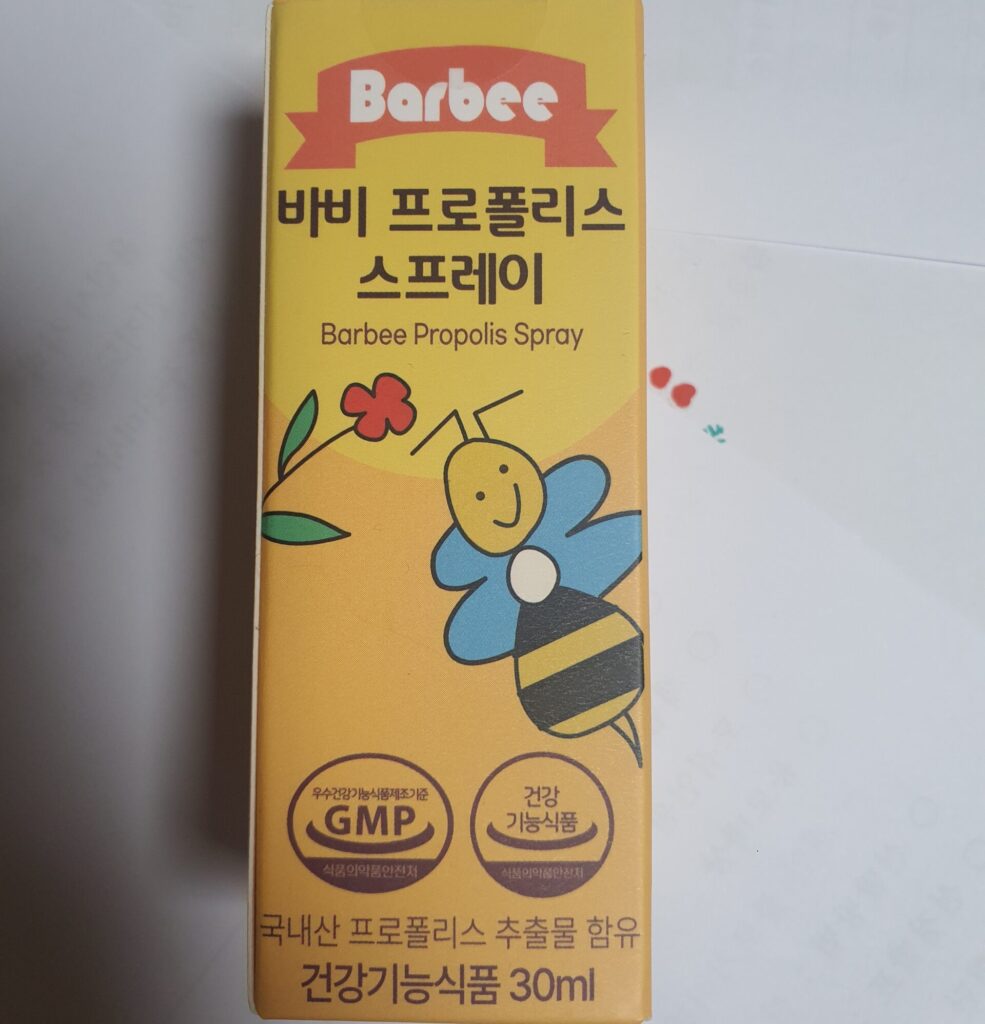 Barbee
바비 프로폴리스
스프레이
Barbee Propolis Spray
우수건강기능식품제조기준
GMP
식품의약품안전처
건강
기능식품
식품의약품안전처
국내산 프로폴리스 추출물 함유
건강기능식품 30ml